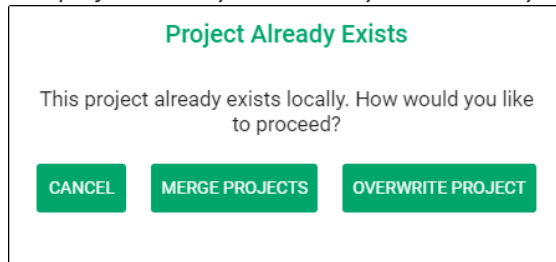 Project Already Exists
This project already exists locally. How would you like
to proceed?
CANCEL MERGE PROJECTS OVERWRITE PROJECT